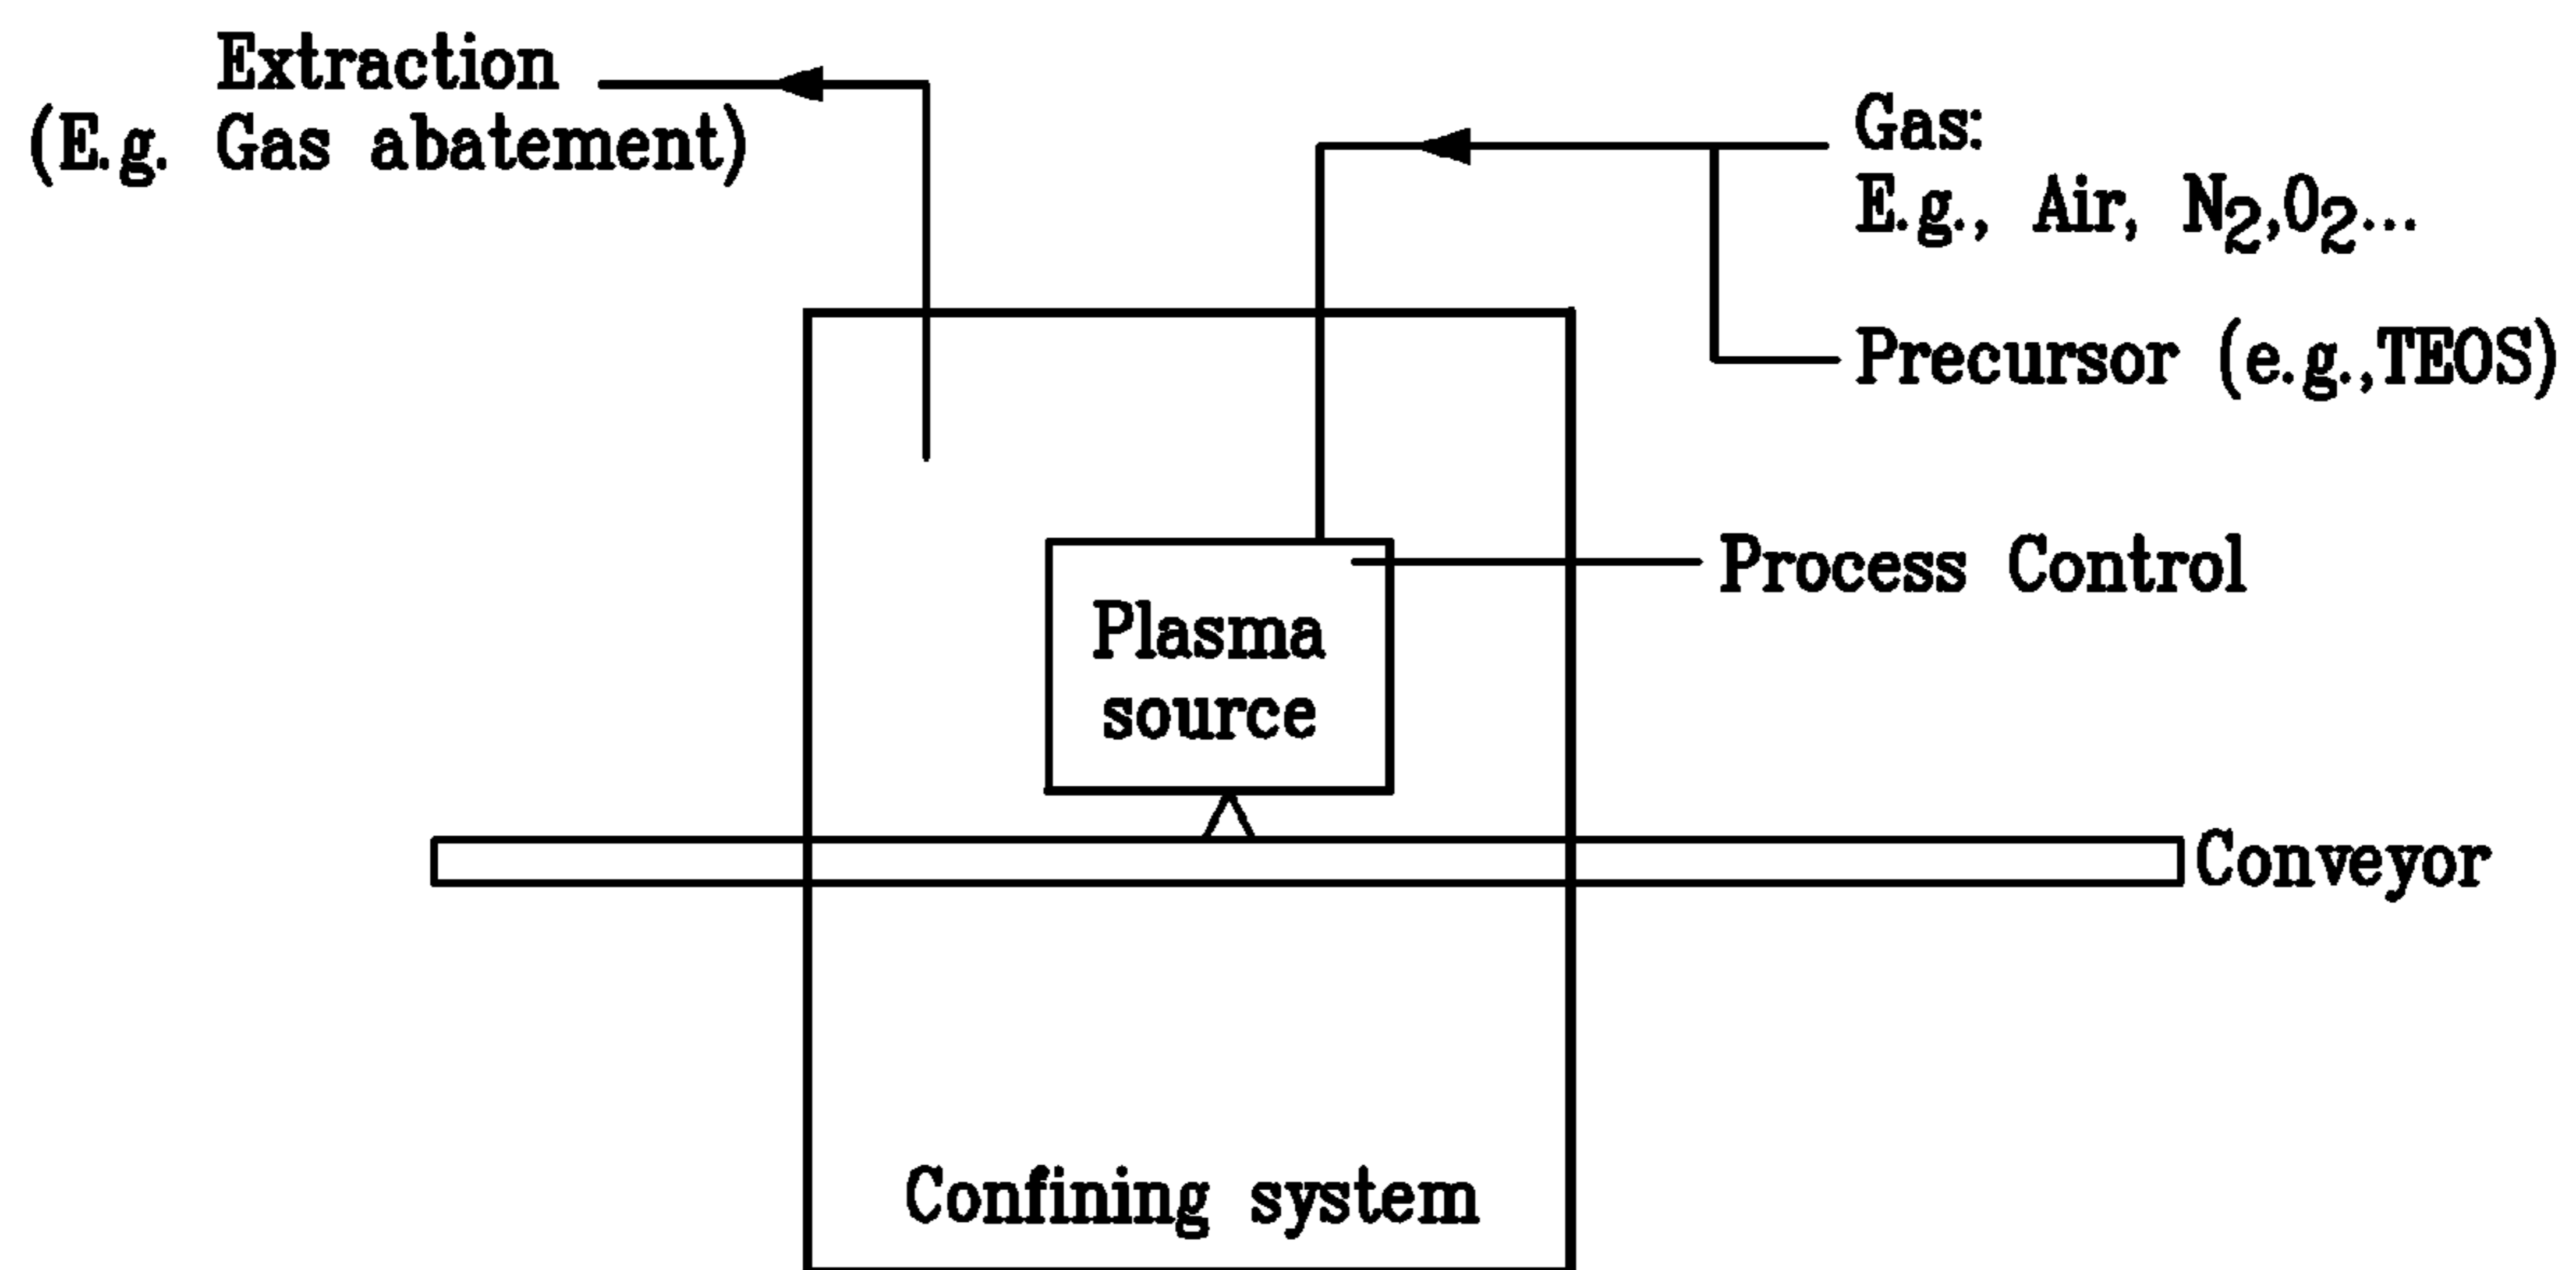 Extraction
(E.g. Gas abatement)
Gas:
E.g., Air, N2,O2...
Precursor (e.g.,TEOS)
Process Control
Plasma
source
Conveyor
Confining system